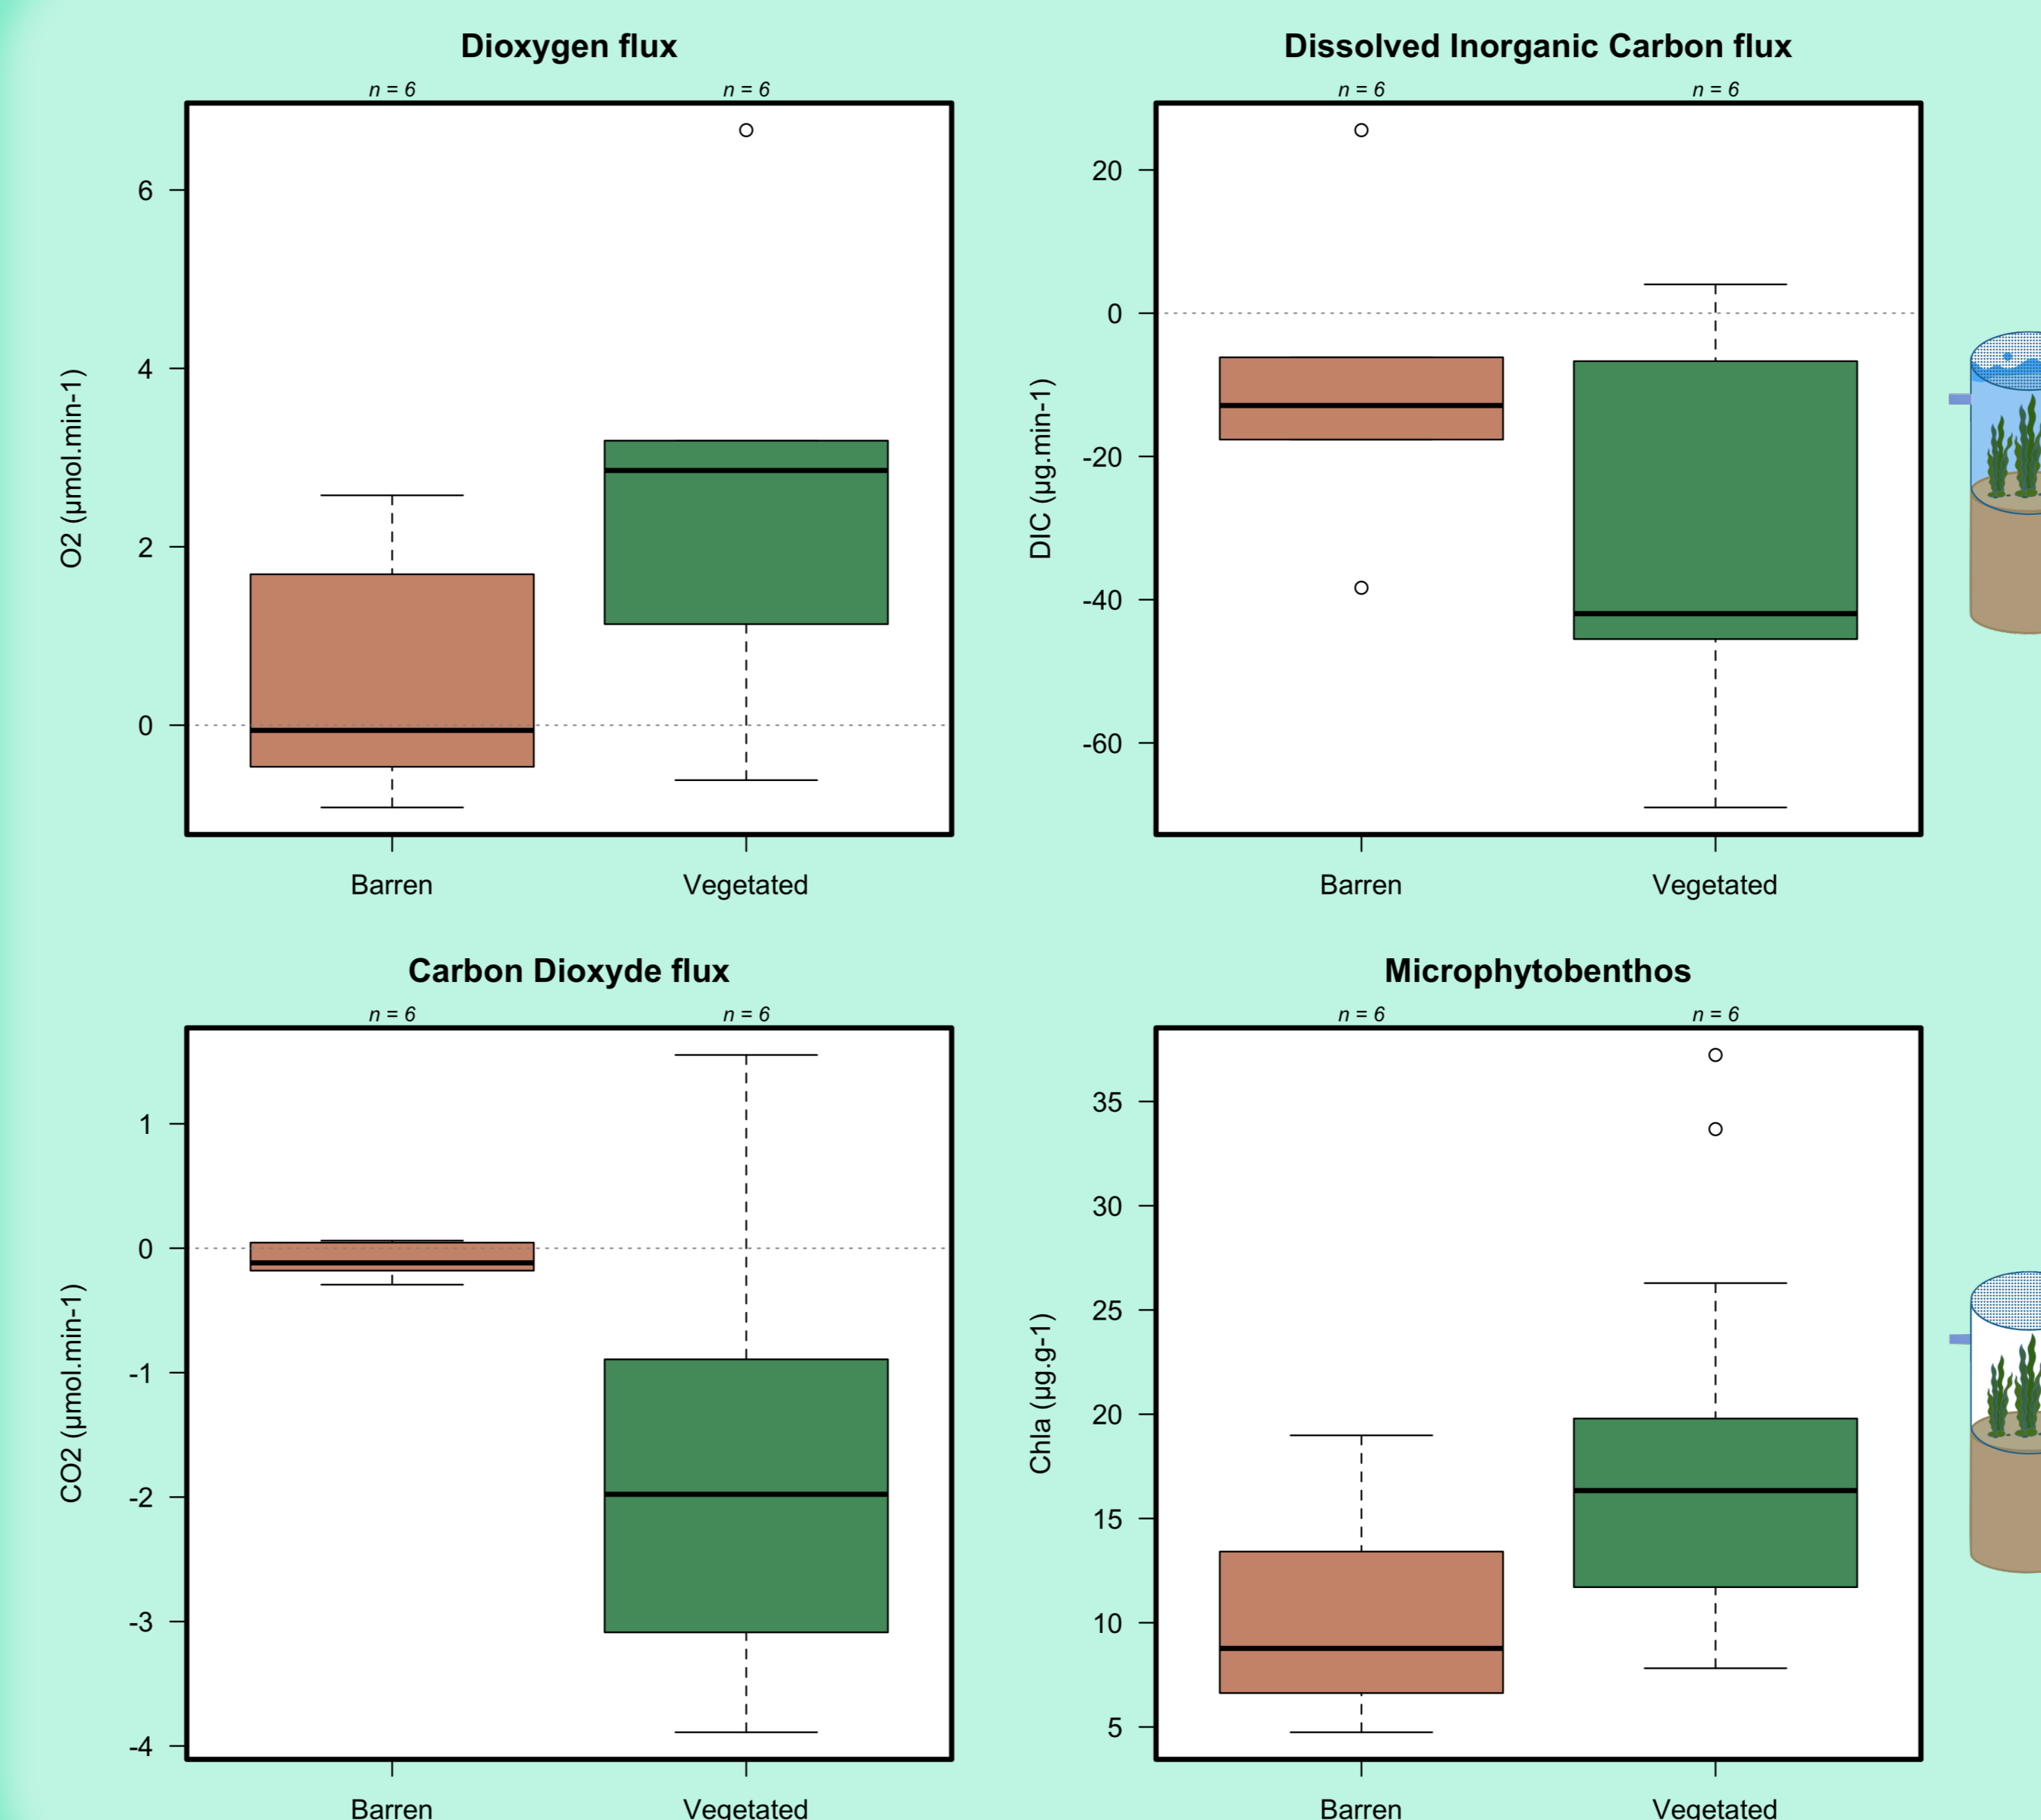 Dioxygen flux
n = 6
n = 6
6
4
2
0
O2 (µmol.min-1)
Barren
Vegetated
Dissolved Inorganic Carbon flux
n = 6
n = 6
20
0
-20
-40
-60
DIC (µg.min-1)
Barren
Vegetated
Carbon Dioxyde flux
n = 6
n = 6
1
0
-1
-2
-3
-4
CO2 (µmol.min-1)
Barren
Vegetated
Microphytobenthos
n = 6
n = 6
35
30
25
20
15
10
5
Chla (µg.g-1)
Barren
Vegetated